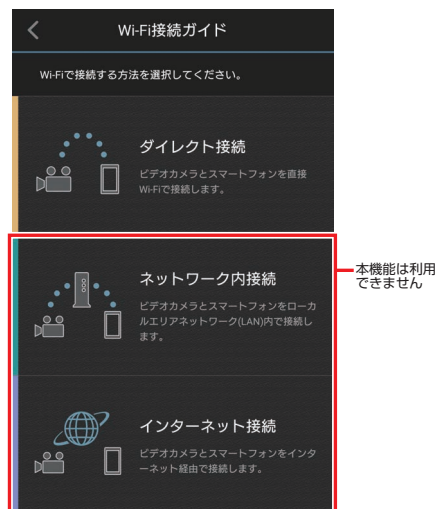 Wi-Fi接続ガイド
Wi-Fiで接続する方法を選択してください。
ダイレクト接続
ビデオカメラとスマートフォンを直接
Wi-Fiで接続します。
ネットワーク内接続
ビデオカメラとスマートフォンをローカ
ルエリアネットワーク(LAN)内で接続し
ます。
本機能は利用
できません
インターネット接続
ビデオカメラとスマートフォンをインタ
ーネット経由で接続します。